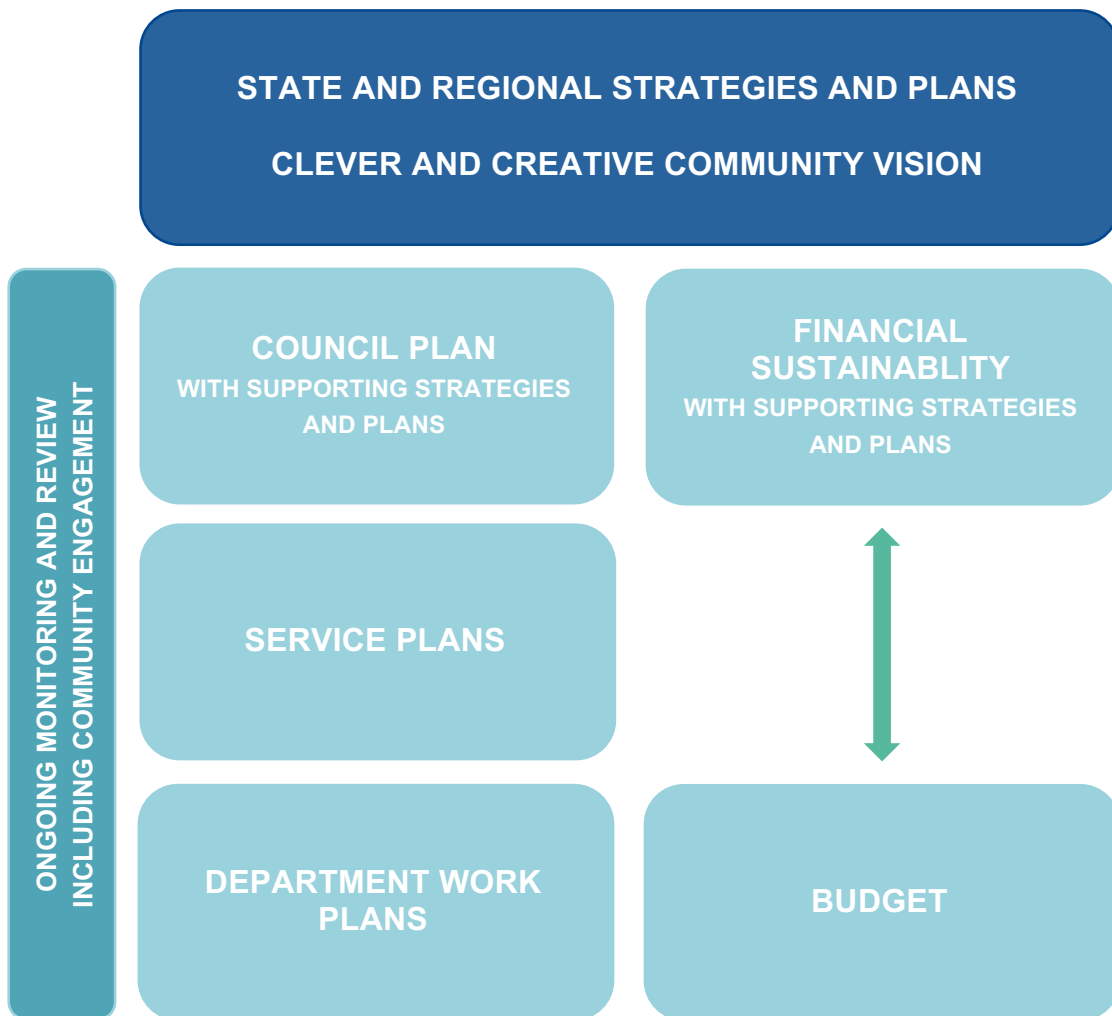 STATE AND REGIONAL STRATEGIES AND PLANS
CLEVER AND CREATIVE COMMUNITY VISION
ONGOING MONITORING AND REVIEW
INCLUDING COMMUNITY ENGAGEMENT
COUNCIL PLAN
WITH SUPPORTING STRATEGIES
AND PLANS
FINANCIAL
SUSTAINABLITY
WITH SUPPORTING STRATEGIES
AND PLANS
SERVICE PLANS
DEPARTMENT WORK
PLANS
BUDGET